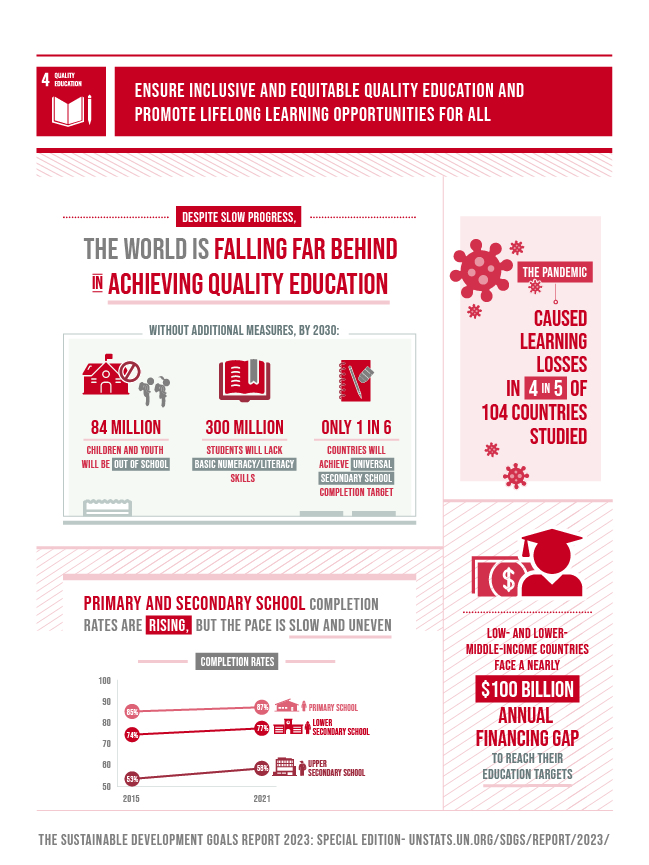 4 QUALITY
EDUCATION
ENSURE INCLUSIVE AND EQUITABLE QUALITY EDUCATION AND
PROMOTE LIFELONG LEARNING OPPORTUNITIES FOR ALL
DESPITE SLOW PROGRESS,
THE WORLD IS FALLING FAR BEHIND
IN ACHIEVING QUALITY EDUCATION
WITHOUT ADDITIONAL MEASURES, BY 2030:
84 MILLION
CHILDREN AND YOUTH
WILL BE OUT OF SCHOOL
300 MILLION
STUDENTS WILL LACK
BASIC NUMERACY/LITERACY
SKILLS
ONLY 1 IN 6
COUNTRIES WILL
ACHIEVE UNIVERSAL
SECONDARY SCHOOL
COMPLETION TARGET
THE PANDEMIC
CAUSED
LEARNING
LOSSES
IN 4 IN 5 OF
104 COUNTRIES
STUDIED
PRIMARY AND SECONDARY SCHOOL COMPLETION
RATES ARE RISING, BUT THE PACE IS SLOW AND UNEVEN
COMPLETION RATES
100
90
80
70
60
50
85%
87%
PRIMARY SCHOOL
74%
77%
LOWER
SECONDARY SCHOOL
53%
58%
UPPER
SECONDARY SCHOOL
2015
2021
$
LOW- AND LOWER-
MIDDLE-INCOME COUNTRIES
FACE A NEARLY
$100 BILLION
ANNUAL
FINANCING GAP
TO REACH THEIR
EDUCATION TARGETS
THE SUSTAINABLE DEVELOPMENT GOALS REPORT 2023: SPECIAL EDITION- UNSTATS.UN.ORG/SDGS/REPORT/2023/